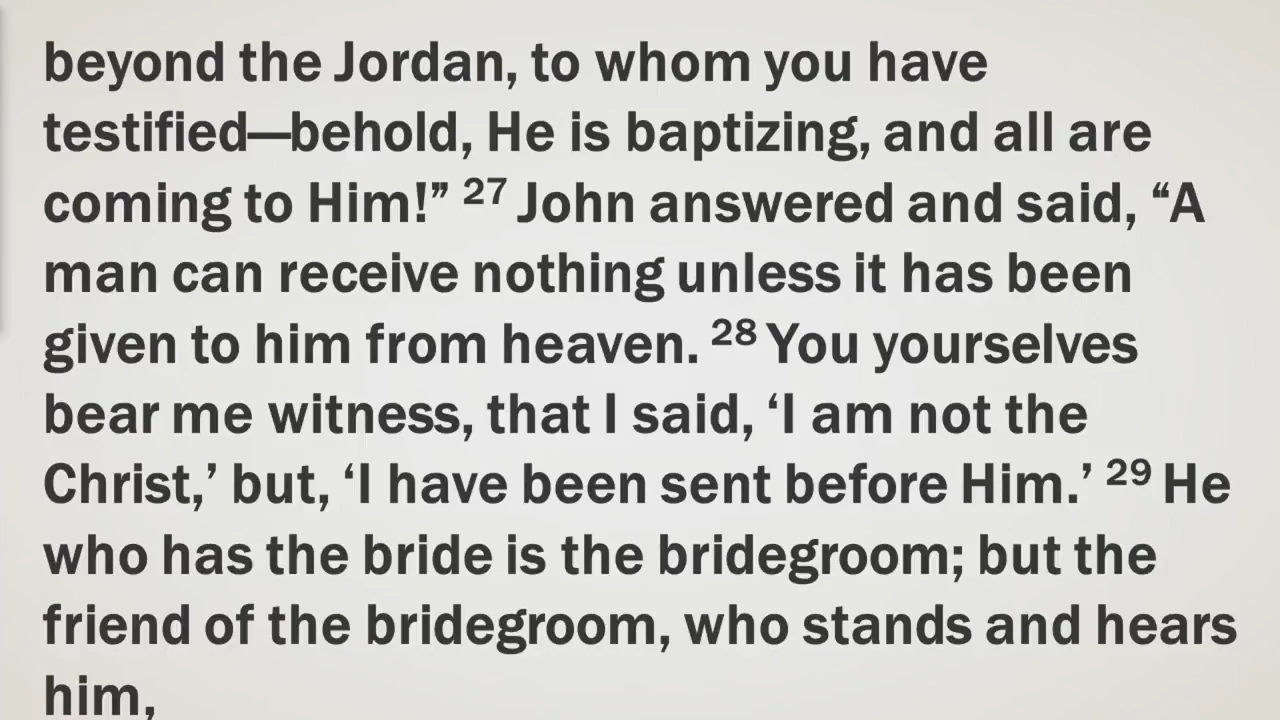 beyond the Jordan, to whom you have
testified—behold, He is baptizing, and all are
coming to Him!” 27 John answered and said, “A
man can receive nothing unless it has been
given to him from heaven. 28 You yourselves
bear me witness, that I said, ‘I am not the
Christ,’ but, ‘I have been sent before Him.’ 29 He
who has the bride is the bridegroom; but the
friend of the bridegroom, who stands and hears
him,